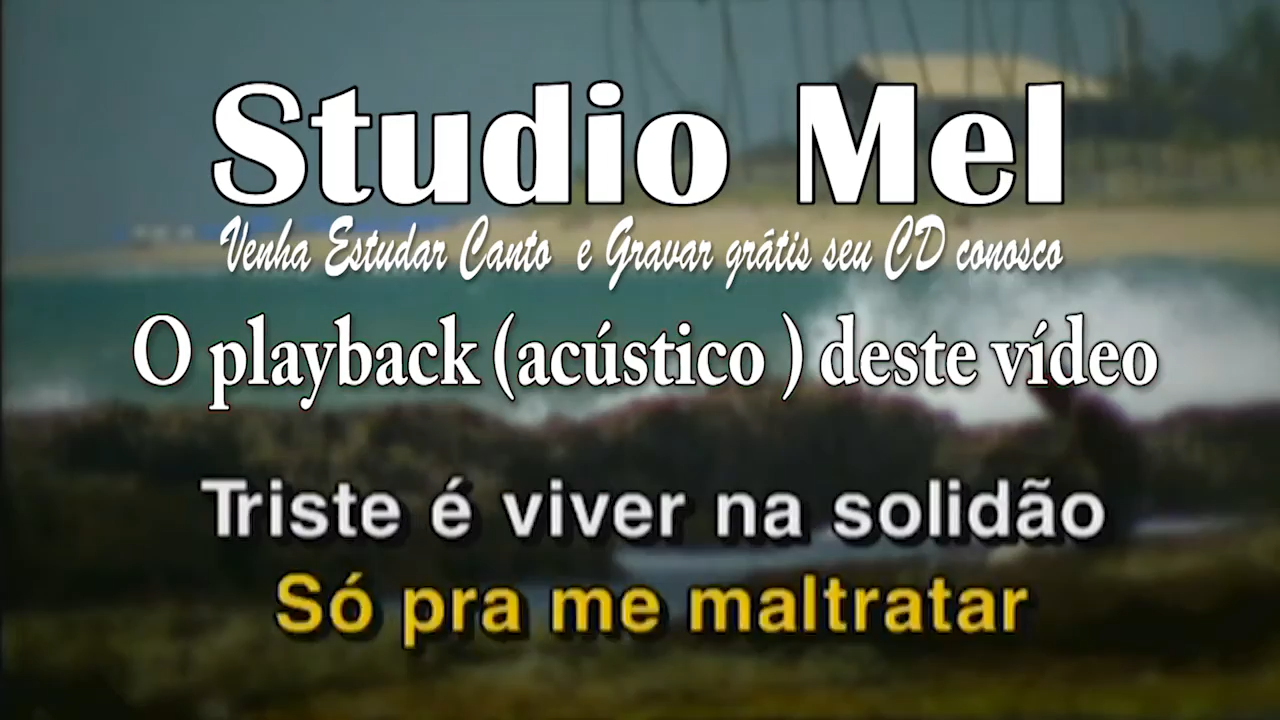 Studio Mel
Venha Estudar Canto e Gravar grátis seu CD conosco
O playback (acústico ) deste vídeo
Triste é viver na solidão
Só pra me maltratar